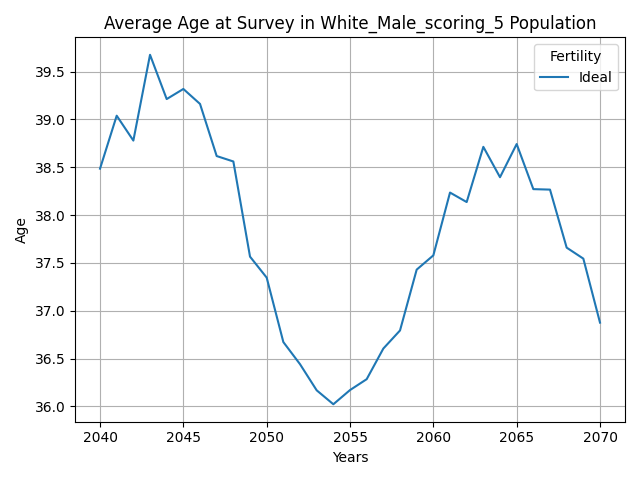 Average Age at Survey in White_Male_scoring_5 Population
Fertility
Ideal
39.5
39.0
38.5
38.0
37.5
37.0
36.5
36.0
Age
2040 2045 2050 2055 2060 2065 2070
Years